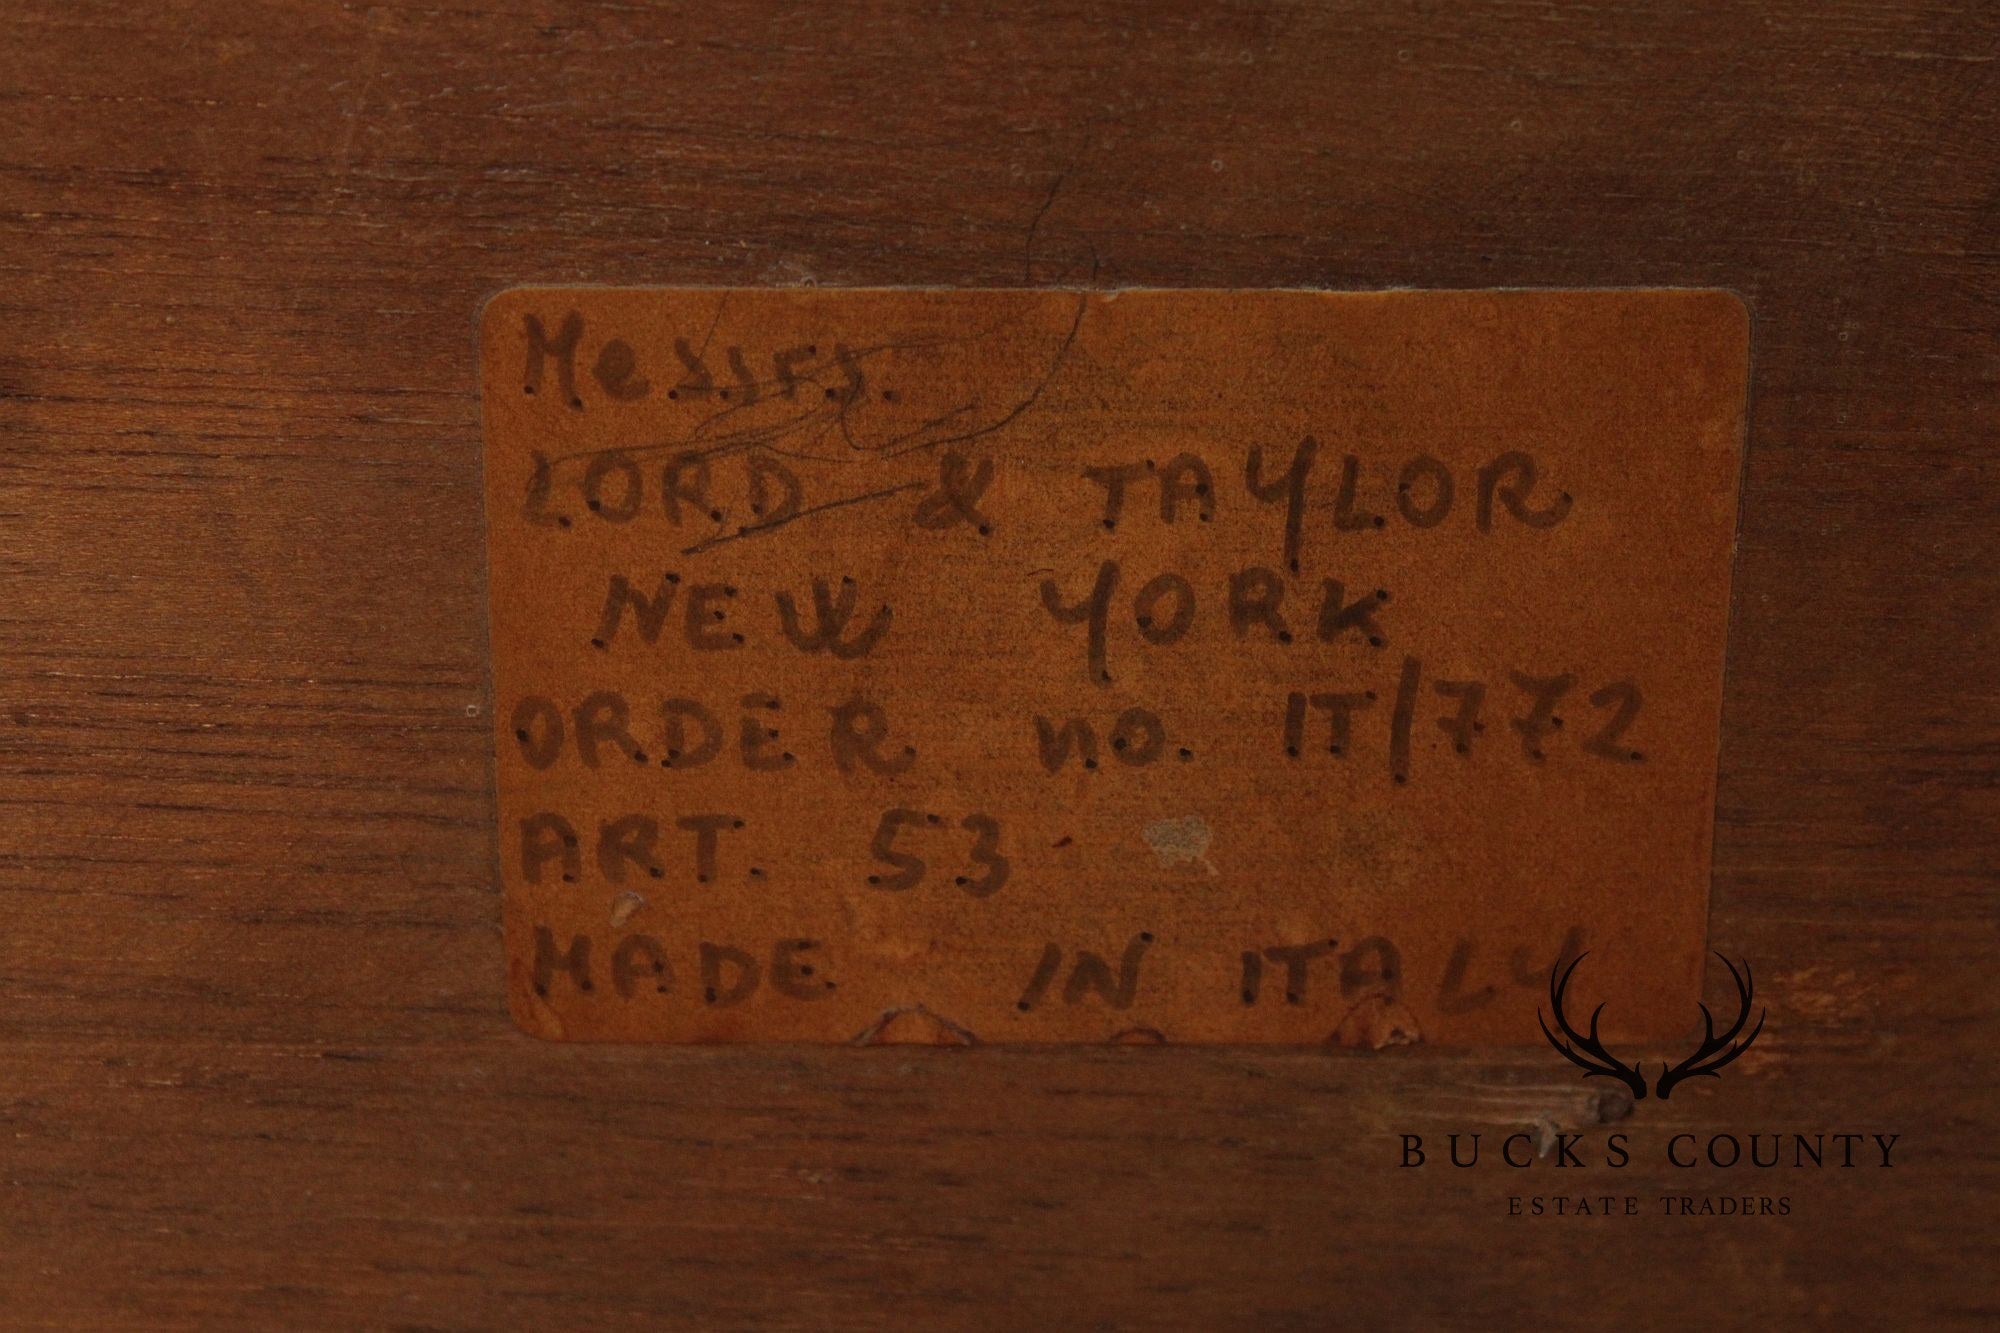 Messrs.
LORD & TAYLOR
NEW YORK
ORDER no. IT/772
ART. 53
MADE IN ITALY
BUCKS COUNTY
ESTATE TRADERS